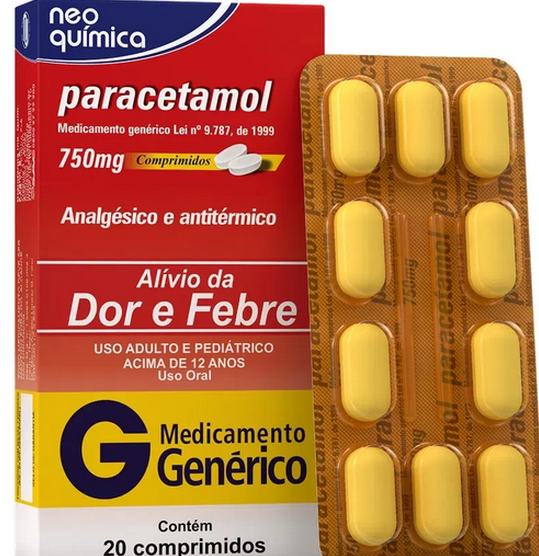 neo
química
paracetamol
Medicamento genérico Lei nº 9.787, de 1999
750mg Comprimidos
Analgésico e antitérmico
Alívio da
Dor e Febre
USO ADULTO E PEDIÁTRICO
ACIMA DE 12 ANOS
Uso Oral
G Medicamento
Genérico
Contém
20 comprimidos
paracetamol
750mg